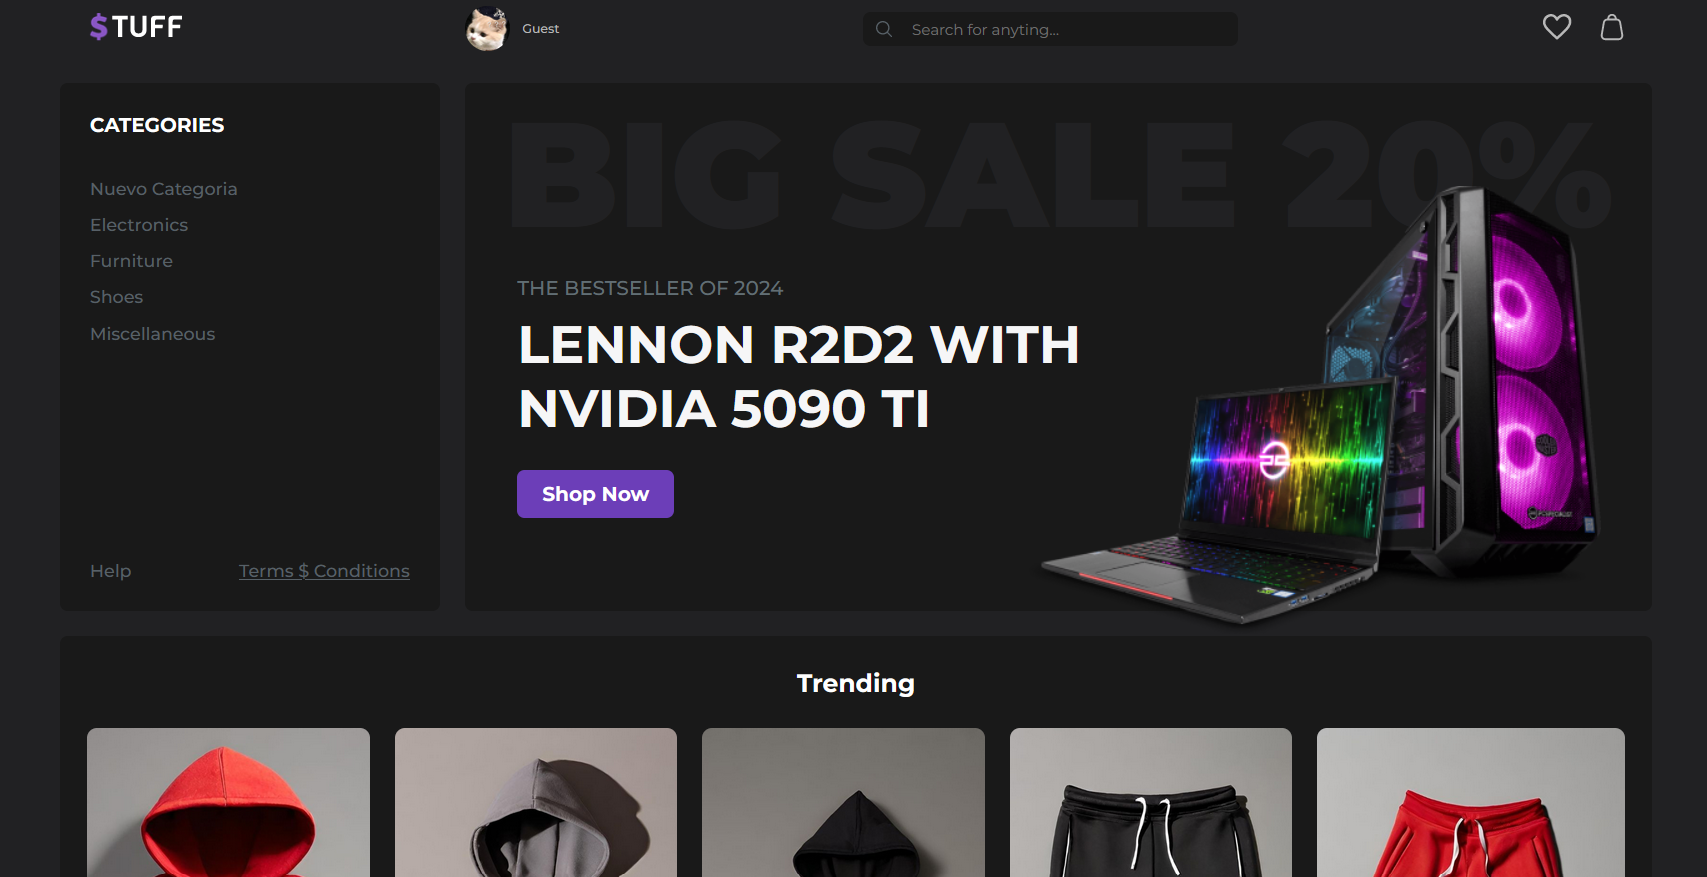 $TUFF
Guest
Search for anyting...
CATEGORIES
Nuevo Categoria
Electronics
Furniture
Shoes
Miscellaneous
Help
Terms $ Conditions
BIG SALE 20%
THE BESTSELLER OF 2024
LENNON R2D2 WITH
NVIDIA 5090 TI
Shop Now
Trending